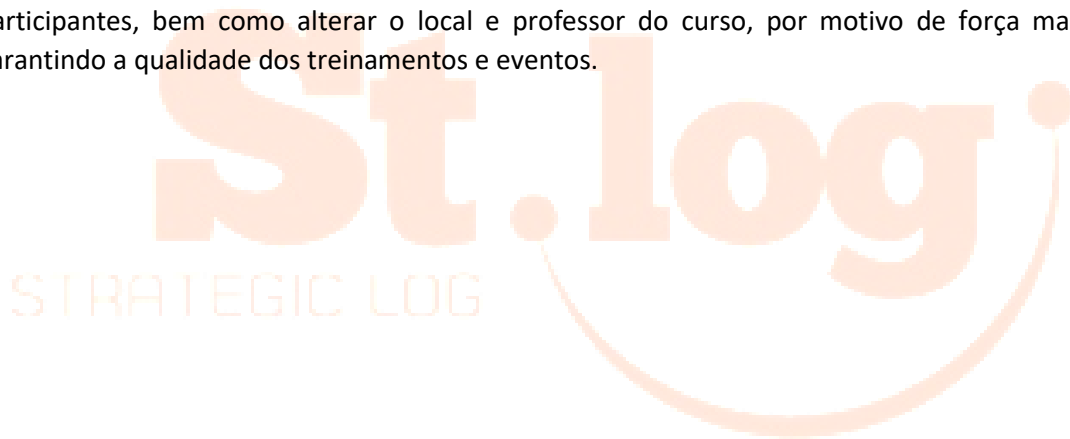 articipantes, bem como alterar o local e professor do curso, por motivo de força ma
arantindo a qualidade dos treinamentos e eventos.
St.log
STRATEGIC LOG